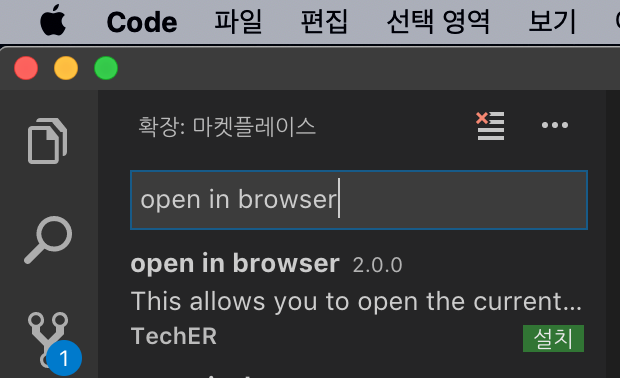 Code 파일 편집 선택 영역 보기
확장: 마켓플레이스
open in browser
open in browser 2.0.0
This allows you to open the current...
TechER 설치
1